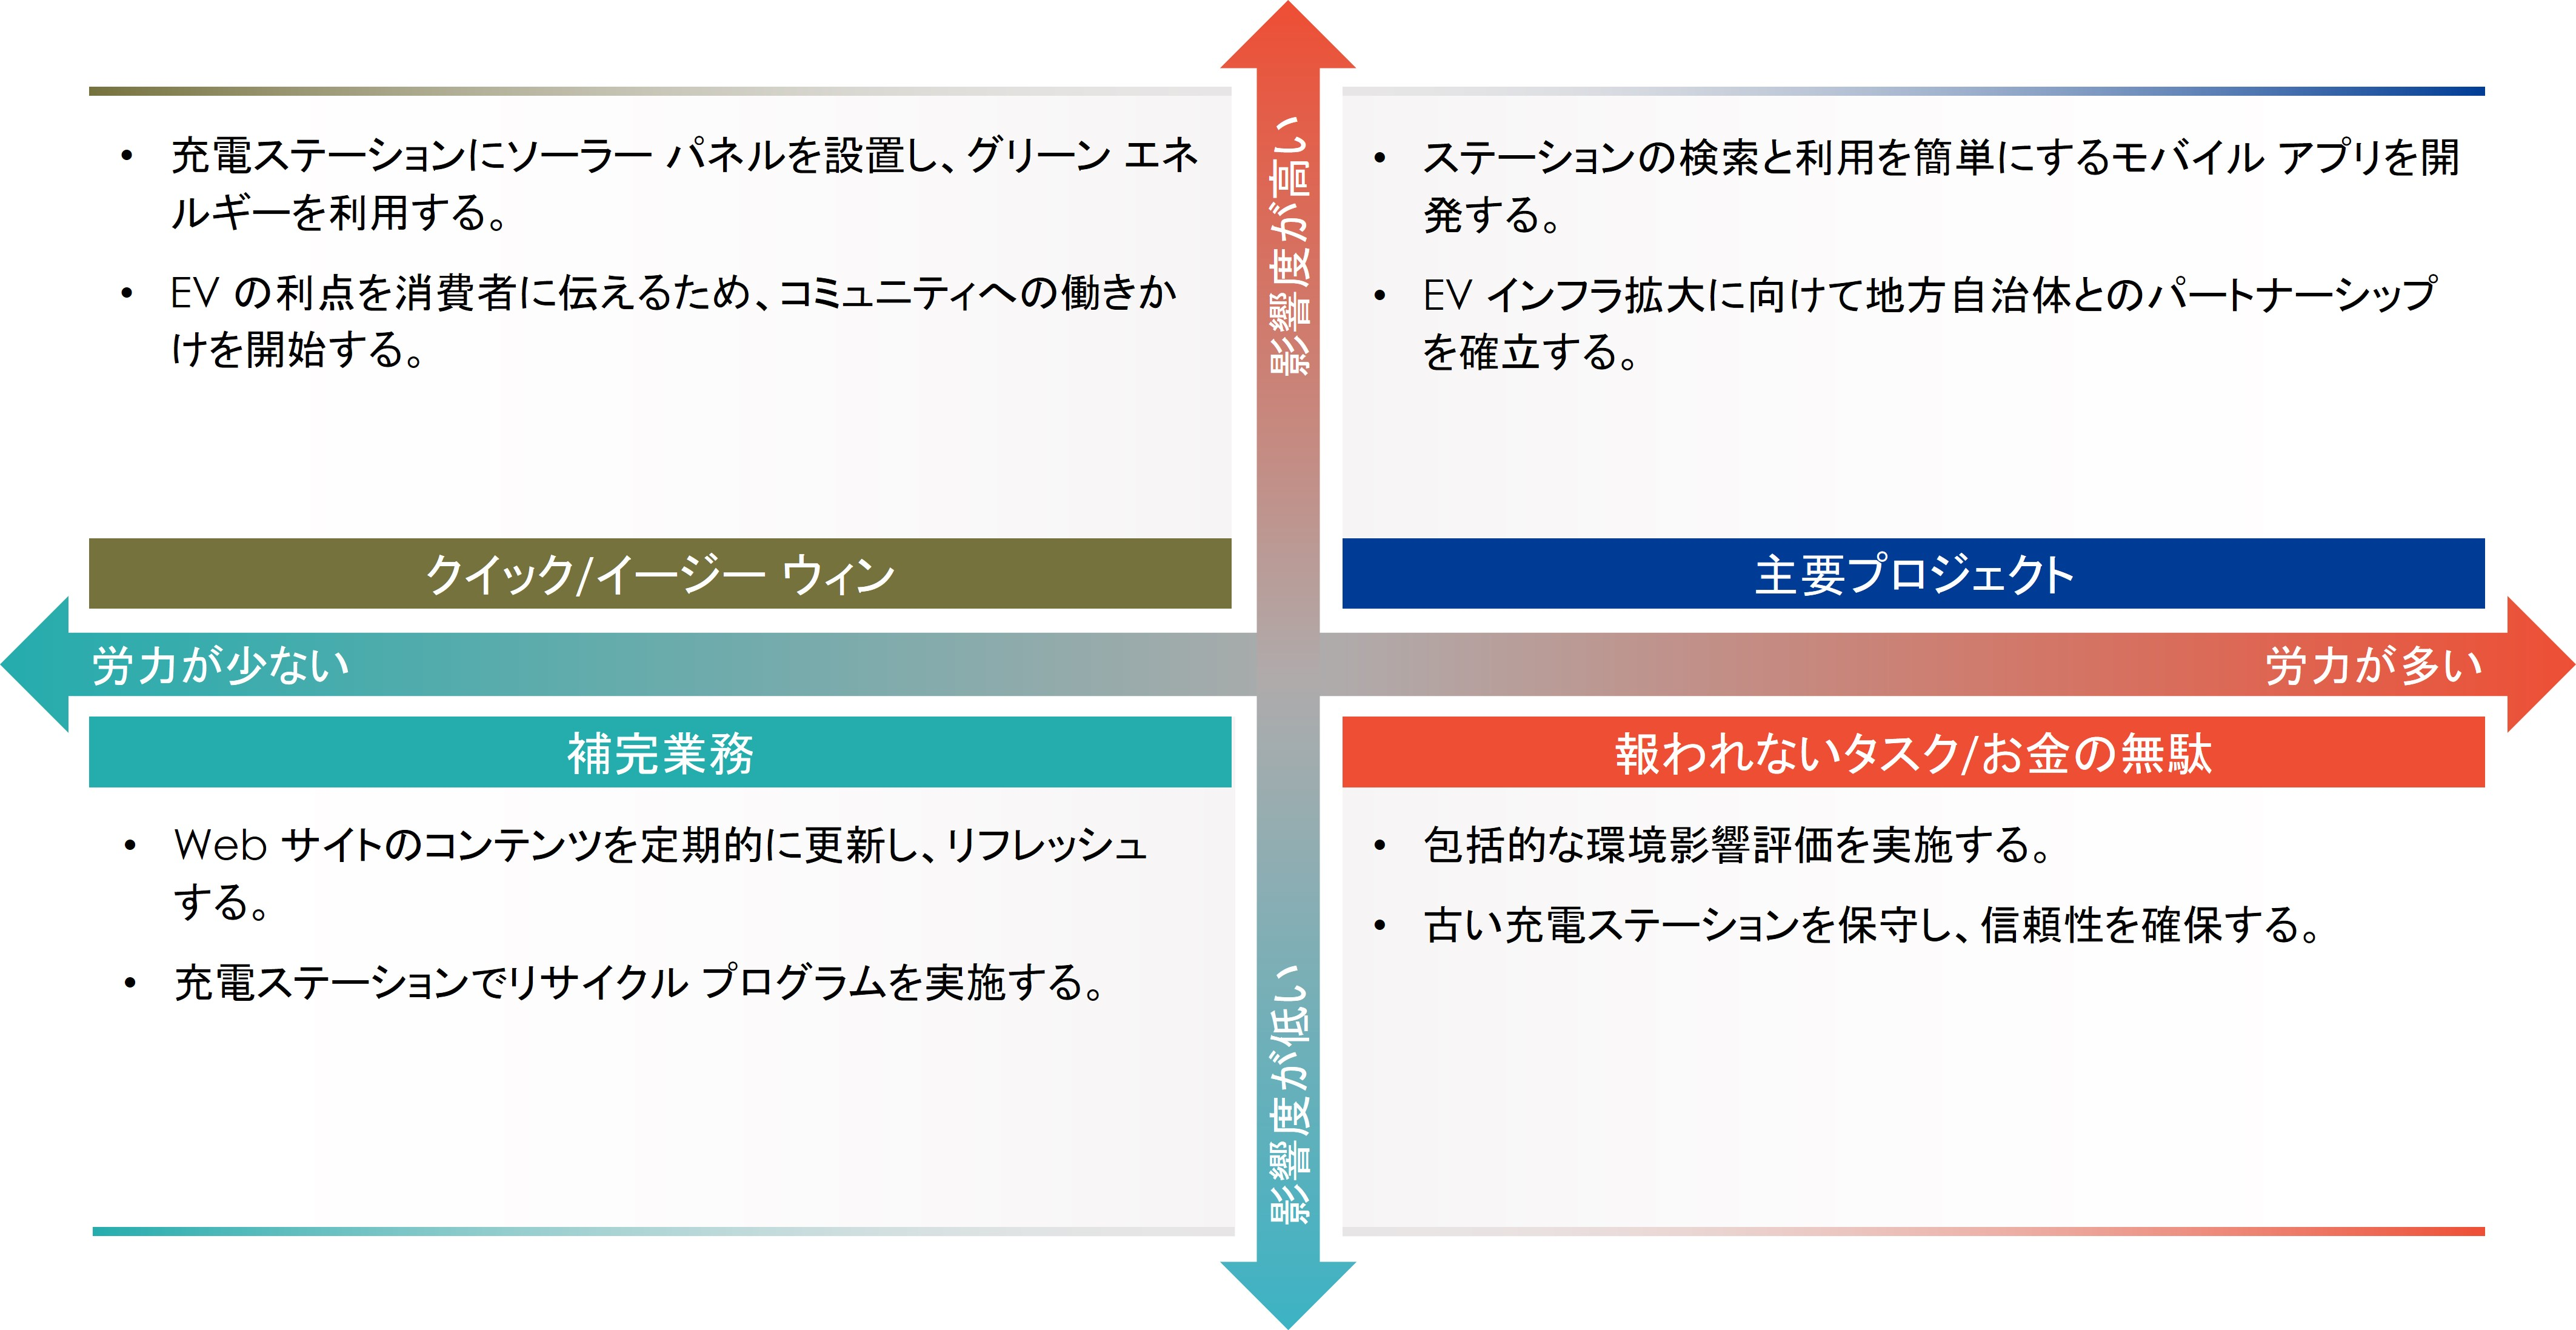 影響度が高い
• 充電ステーションにソーラー パネルを設置し、グリーン エネ
ルギーを利用する。
• EV の利点を消費者に伝えるため、コミュニティへの働きか
けを開始する。
クイック/イージー ウィン
• ステーションの検索と利用を簡単にするモバイル アプリを開
発する。
• EV インフラ拡大に向けて地方自治体とのパートナーシップ
を確立する。
主要プロジェクト
労力が少ない
労力が多い
補完業務
• Web サイトのコンテンツを定期的に更新し、リフレッシュ
する。
• 充電ステーションでリサイクル プログラムを実施する。
報われないタスク/お金の無駄
• 包括的な環境影響評価を実施する。
• 古い充電ステーションを保守し、信頼性を確保する。
影響度が低い